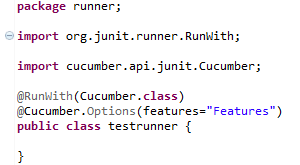 package runner;
import org.junit.runner.RunWith;
import cucumber.api.junit.Cucumber;
@RunWith(Cucumber.class)
@Cucumber.Options(features="Features")
public class testrunner {
}